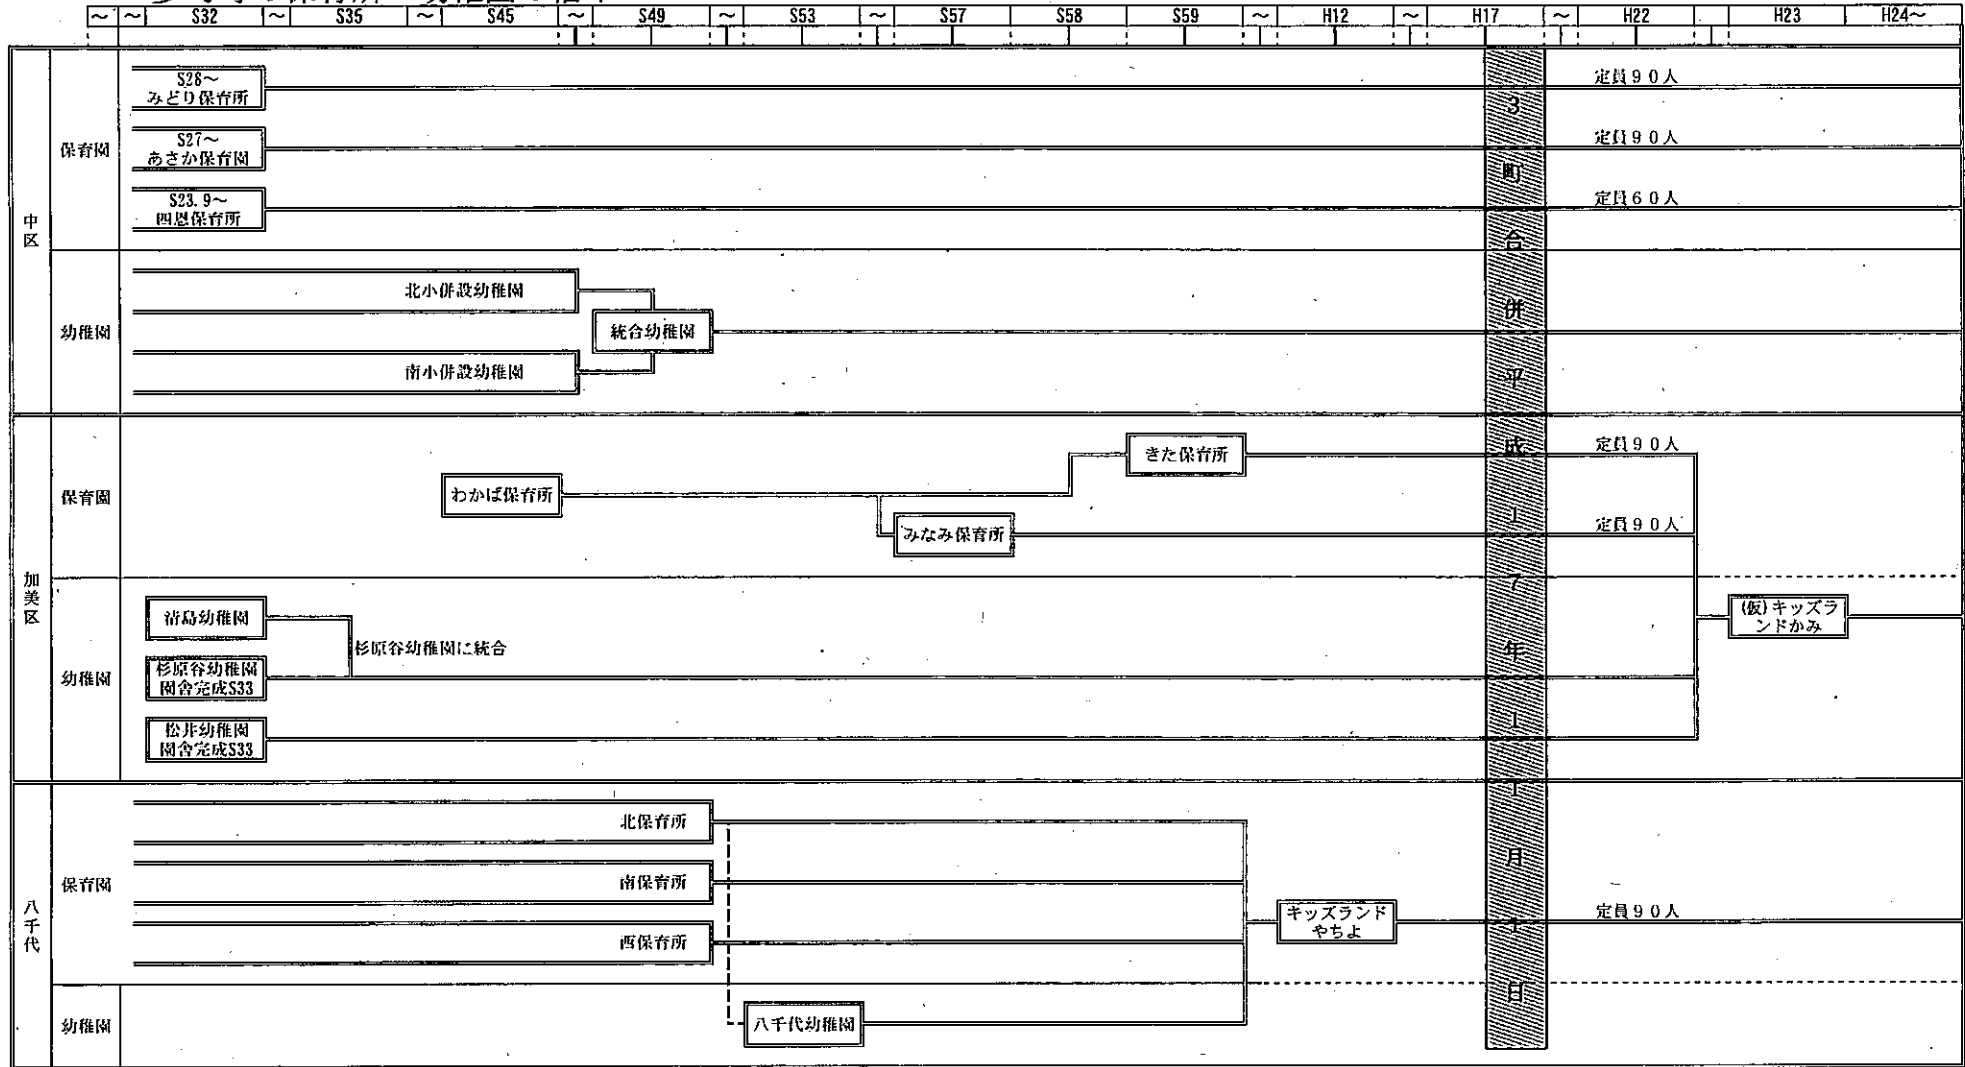 ～ ～ S32 ～ S35 ～ S45 ～ S49 ～ S53 ～ S57 S58 S59 ～ H12 ～ H17 ～ H22 H23 H24～
中区
保育園
S28～
みどり保育所
定員９０人
S27～
あさか保育園
定員９０人
S23.9～
四恩保育所
定員６０人
幼稚園
北小併設幼稚園
統合幼稚園
南小併設幼稚園
加美区
保育園
わかば保育所
きた保育所
定員９０人
みなみ保育所
定員９０人
幼稚園
清島幼稚園
杉原谷幼稚園に統合
杉原谷幼稚園
園舎完成S33
松井幼稚園
園舎完成S33
(仮)キッズラ
ンドかみ
八千代
保育園
北保育所
南保育所
西保育所
キッズランド
やちよ
定員９０人
幼稚園
八千代幼稚園
３町合併平成１７年１１月１日